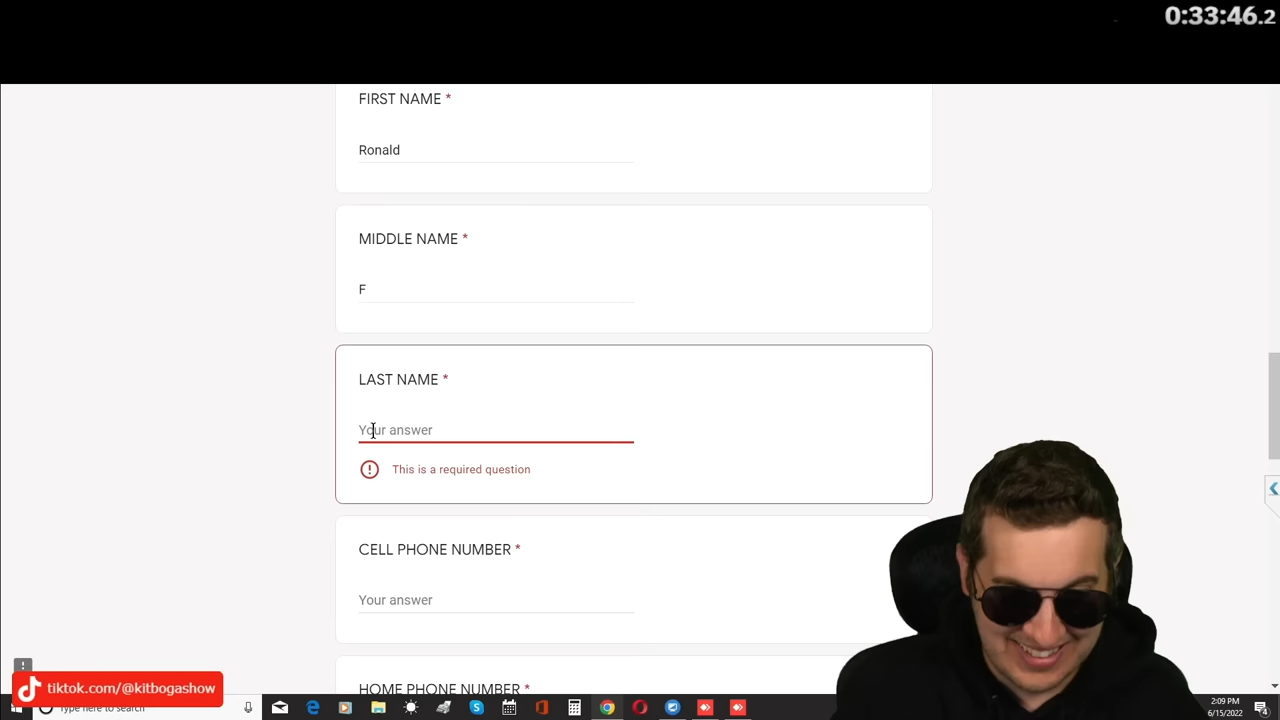 0:33:46.2
FIRST NAME *
Ronald
MIDDLE NAME *
F
LAST NAME *
Your answer
This is a required question
CELL PHONE NUMBER *
Your answer
HOME PHONE NUMBER *
tiktok.com/@kitbogashow
Type here to search
2:09 PM
6/15/2022